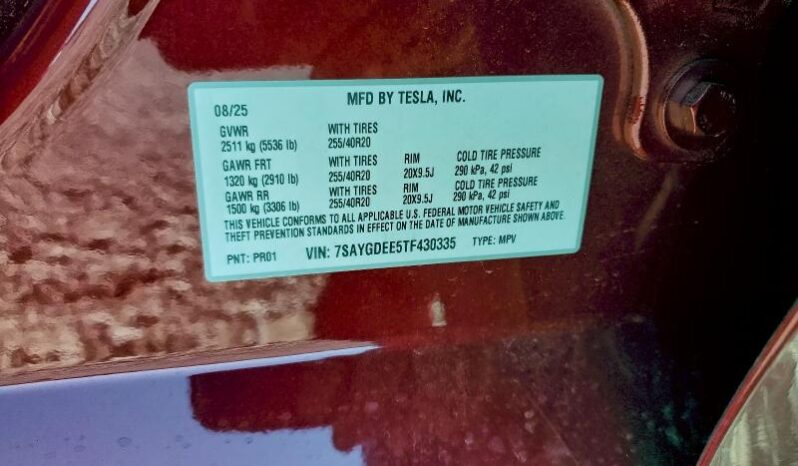 MFD BY TESLA, INC.
08/25
GVWR WITH TIRES
2511 kg (5536 lb) 255/40R20
GAWR FRT WITH TIRES RIM COLD TIRE PRESSURE
1320 kg (2910 lb) 255/40R20 20X9.5J 290 kPa, 42 psi
GAWR RR WITH TIRES RIM COLD TIRE PRESSURE
1500 kg (3306 lb) 255/40R20 20X9.5J 290 kPa, 42 psi
THIS VEHICLE CONFORMS TO ALL APPLICABLE U.S. FEDERAL MOTOR VEHICLE SAFETY AND
THEFT PREVENTION STANDARDS IN EFFECT ON THE DATE OF MANUFACTURE SHOWN ABOVE.
PNT: PR01 VIN: 7SAYGDEE5TF430335 TYPE: MPV